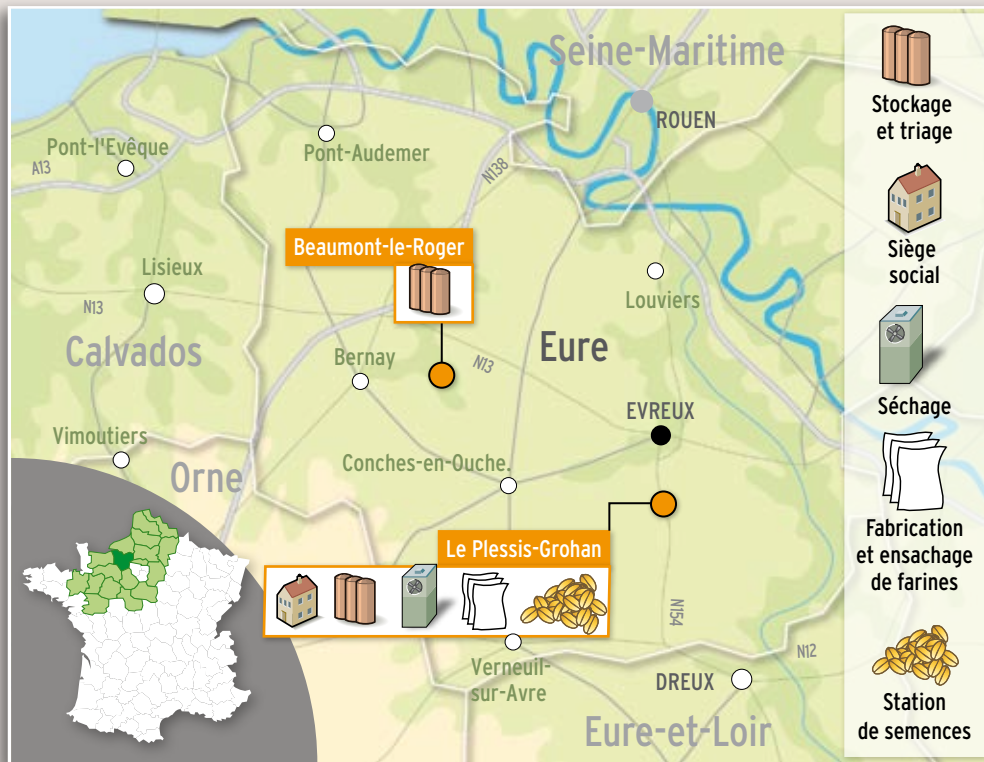 Seine-Maritime
ROUEN
Pont-l'Evêque
A13
Pont-Audemer
N138
Beaumont-le-Roger
Lisieux
N13
Louviers
Calvados
Eure
Bernay
N13
EVREUX
Vimoutiers
Orne
Conches-en-Ouche.
Le Plessis-Grohan
N154
Verneuil-
sur-Avre
N12
DREUX
Eure-et-Loir
Stockage
et triage
Siège
social
Séchage
Fabrication
et ensachage
de farines
Station
de semences